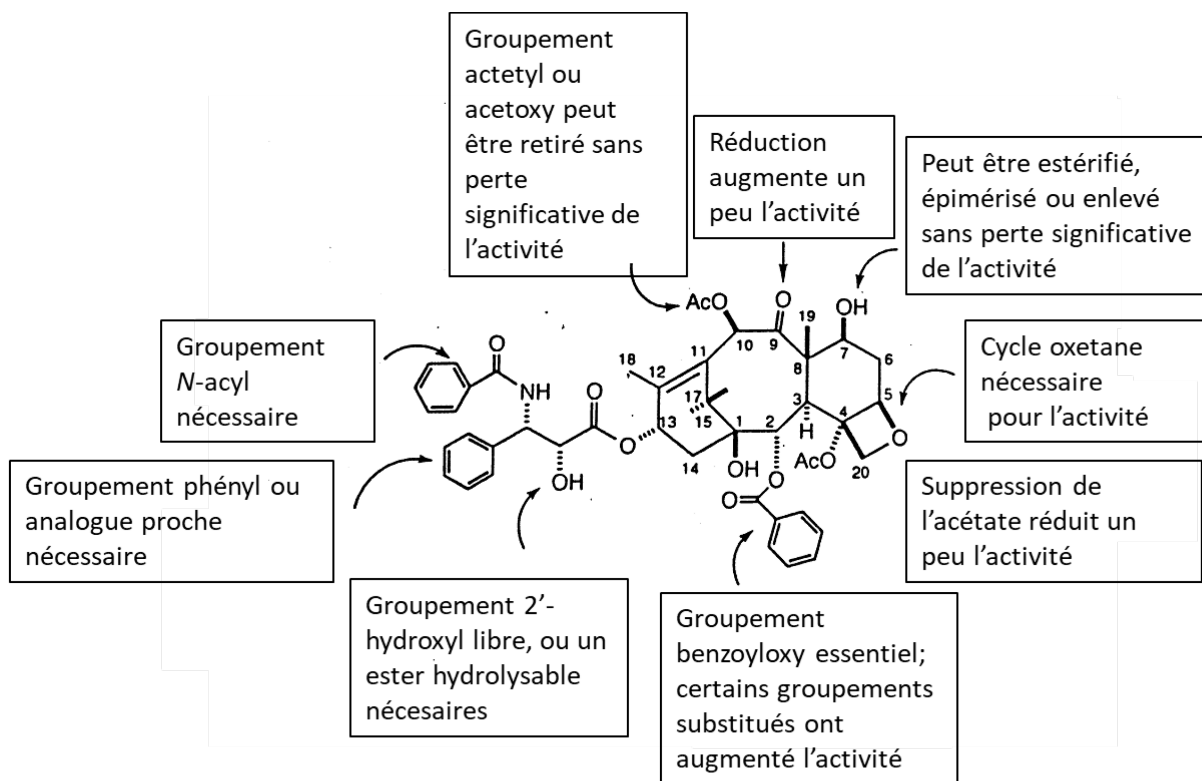 Groupement
actetyl ou
acetoxy peut
être retiré sans
perte
significative de
l’activité
Réduction
augmente un
peu l’activité
Peut être estérifié,
épimérisé ou enlevé
sans perte significative
de l’activité
Groupement
N-acyl
nécessaire
Cycle oxetane
nécessaire
pour l’activité
Groupement phényl ou
analogue proche
nécessaire
Suppression de
l’acétate réduit un
peu l’activité
Groupement 2’-
hydroxyl libre, ou un
ester hydrolysable
nécesaires
Groupement
benzoyloxy essentiel;
certains groupements
substitués ont
augmenté l’activité
AcO
O
19
OH
10
9
8
7
6
11
18
12
17
15
13
14
1
2
3
4
5
O
NH
O
O
OH
OH
H
AcO
O
20
O
O